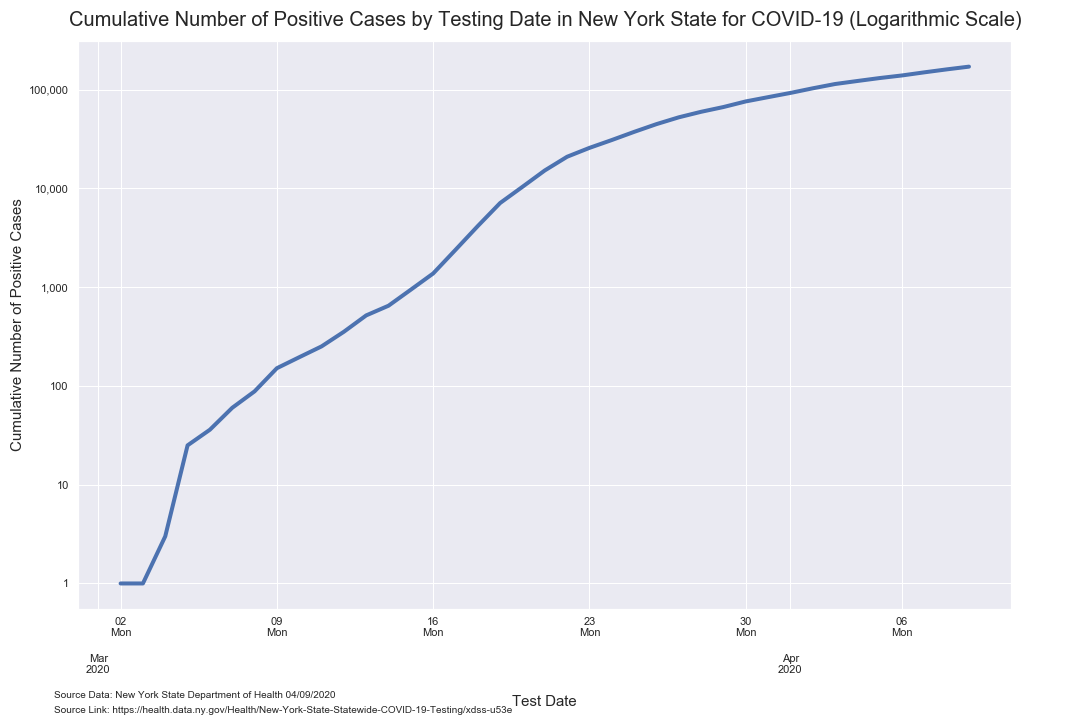 Cumulative Number of Positive Cases by Testing Date in New York State for COVID-19 (Logarithmic Scale)
Cumulative Number of Positive Cases
100,000
10,000
1,000
100
10
1
02 09 16 23 30 06
Mon Mon Mon Mon Mon Mon
Mar Apr
2020 2020
Test Date
Source Data: New York State Department of Health 04/09/2020
Source Link: https://health.data.ny.gov/Health/New-York-State-Statewide-COVID-19-Testing/xdss-u53e